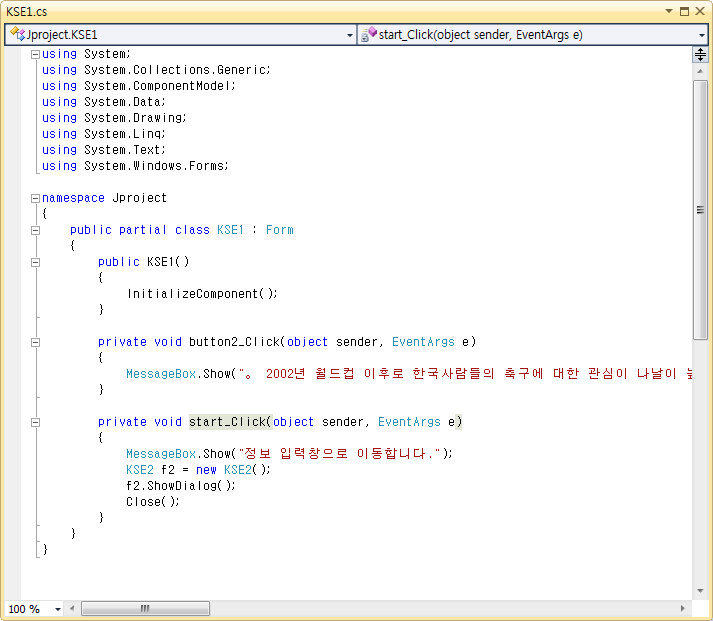 KSE1.cs
Jproject.KSE1
start_Click(object sender, EventArgs e)
using System;
using System.Collections.Generic;
using System.ComponentModel;
using System.Data;
using System.Drawing;
using System.Linq;
using System.Text;
using System.Windows.Forms;
namespace Jproject
{
public partial class KSE1 : Form
{
public KSE1()
{
InitializeComponent();
}
private void button2_Click(object sender, EventArgs e)
{
MessageBox.Show("。 2002년 월드컵 이후로 한국사람들의 축구에 대한 관심이 나날이
}
private void start_Click(object sender, EventArgs e)
{
MessageBox.Show("정보 입력창으로 이동합니다.");
KSE2 f2 = new KSE2();
f2.ShowDialog();
Close();
}
}
}
100 %